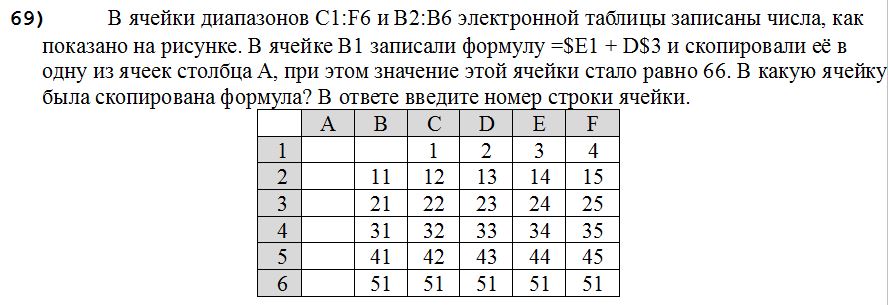 69) В ячейки диапазонов C1:F6 и B2:B6 электронной таблицы записаны числа, как
показано на рисунке. В ячейке B1 записали формулу =$E1 + D$3 и скопировали её в
одну из ячеек столбца A, при этом значение этой ячейки стало равно 66. В какую ячейку
была скопирована формула? В ответе введите номер строки ячейки.
A B C D E F
1 1 2 3 4
2 11 12 13 14 15
3 21 22 23 24 25
4 31 32 33 34 35
5 41 42 43 44 45
6 51 51 51 51 51